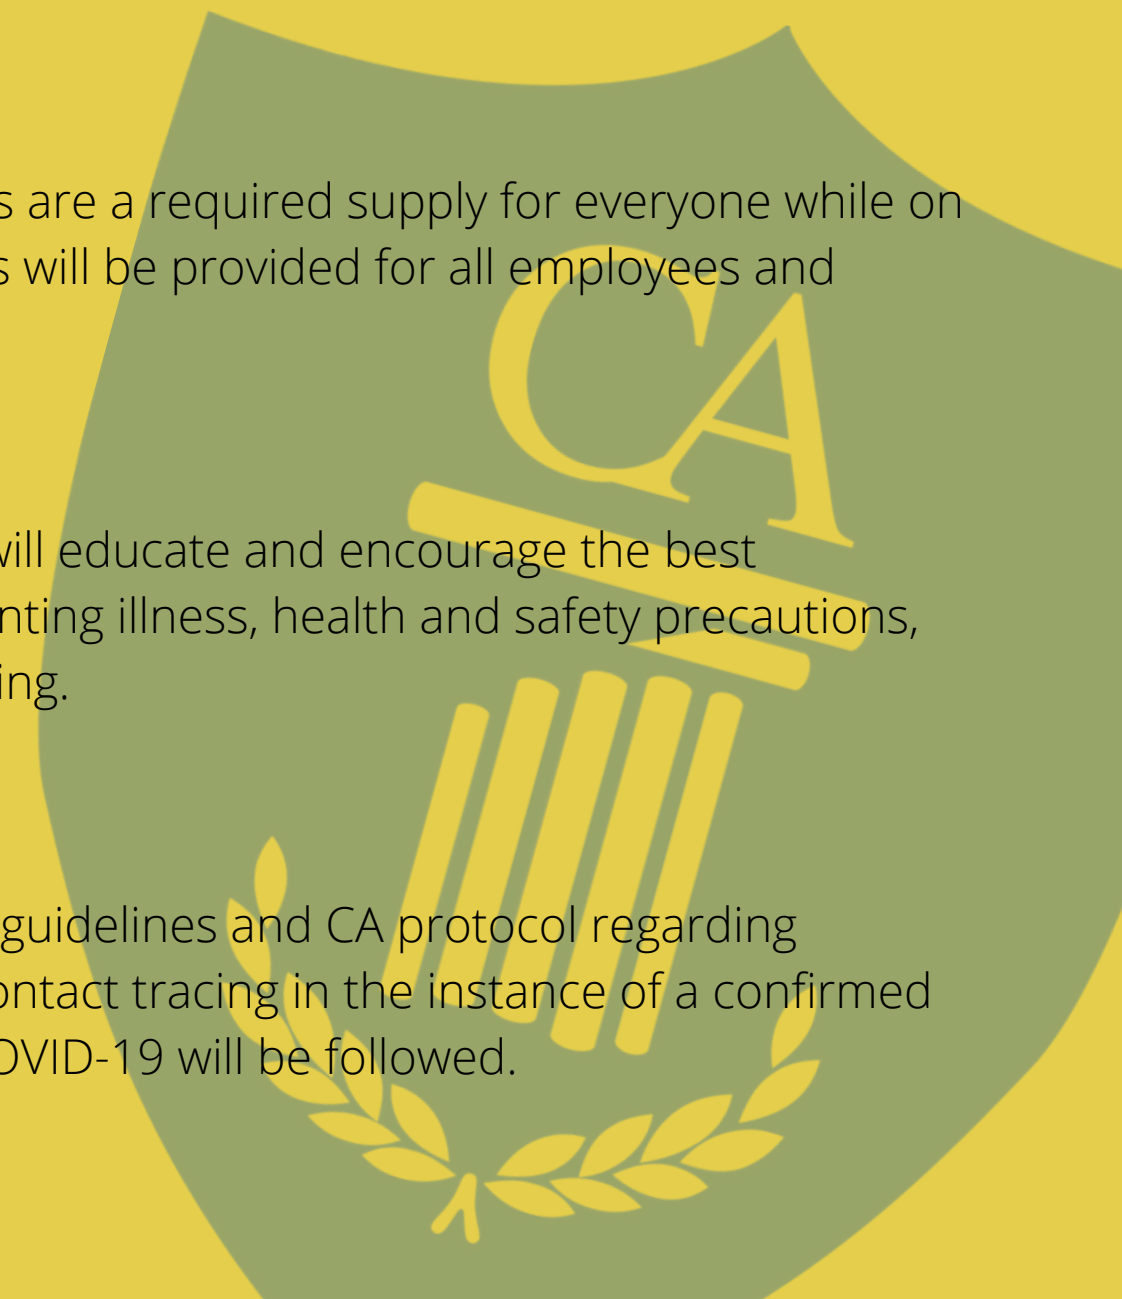 s are a required supply for everyone while on
s will be provided for all employees and
CA
will educate and encourage the best
nting illness, health and safety precautions,
ing.
guidelines and CA protocol regarding
ontact tracing in the instance of a confirmed
OVID-19 will be followed.